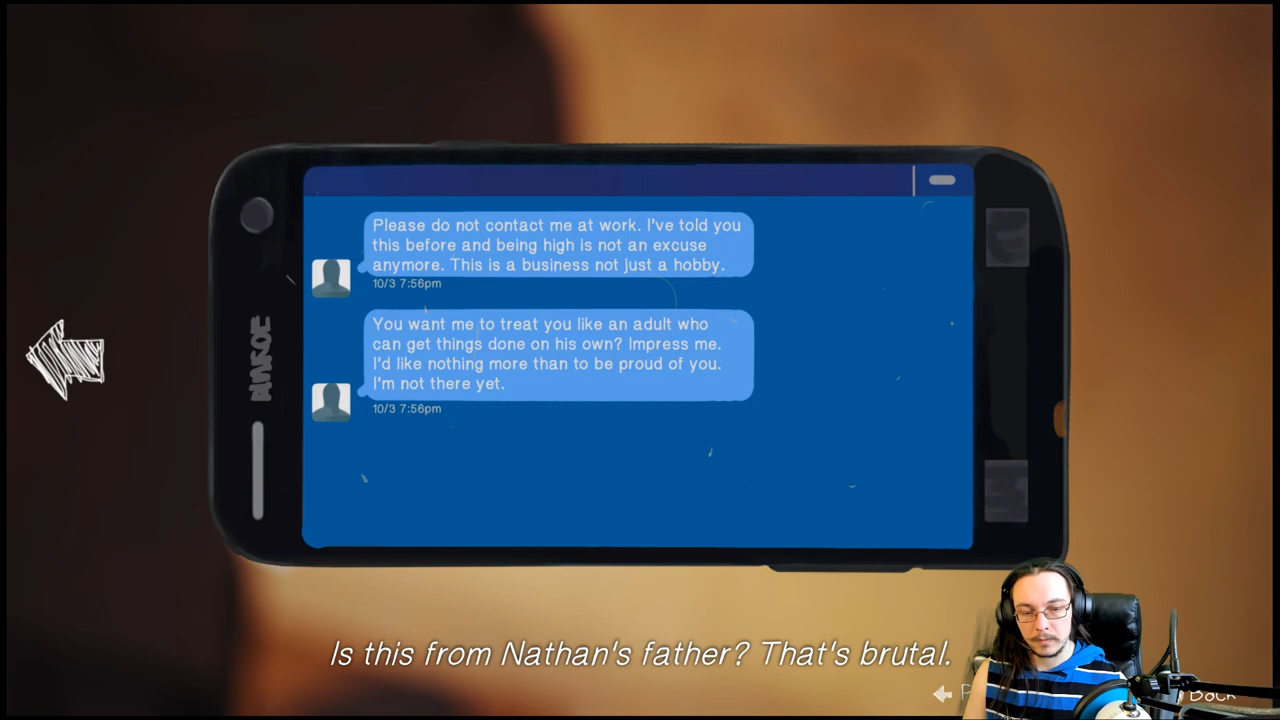 Please do not contact me at work. I've told you
this before and being high is not an excuse
anymore. This is a business not just a hobby.
10/3 7:56pm
You want me to treat you like an adult who
can get things done on his own? Impress me.
I'd like nothing more than to be proud of you.
I'm not there yet.
10/3 7:56pm
Is this from Nathan's father? That's brutal.
Back